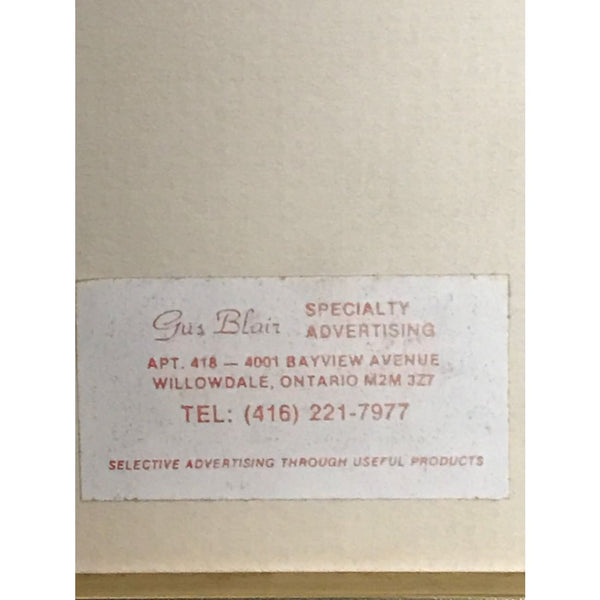 Gus Blair SPECIALTY ADVERTISING
APT. 418 — 4001 BAYVIEW AVENUE
WILLOWDALE, ONTARIO M2M 3Z7
TEL: (416) 221-7977
SELECTIVE ADVERTISING THROUGH USEFUL PRODUCTS